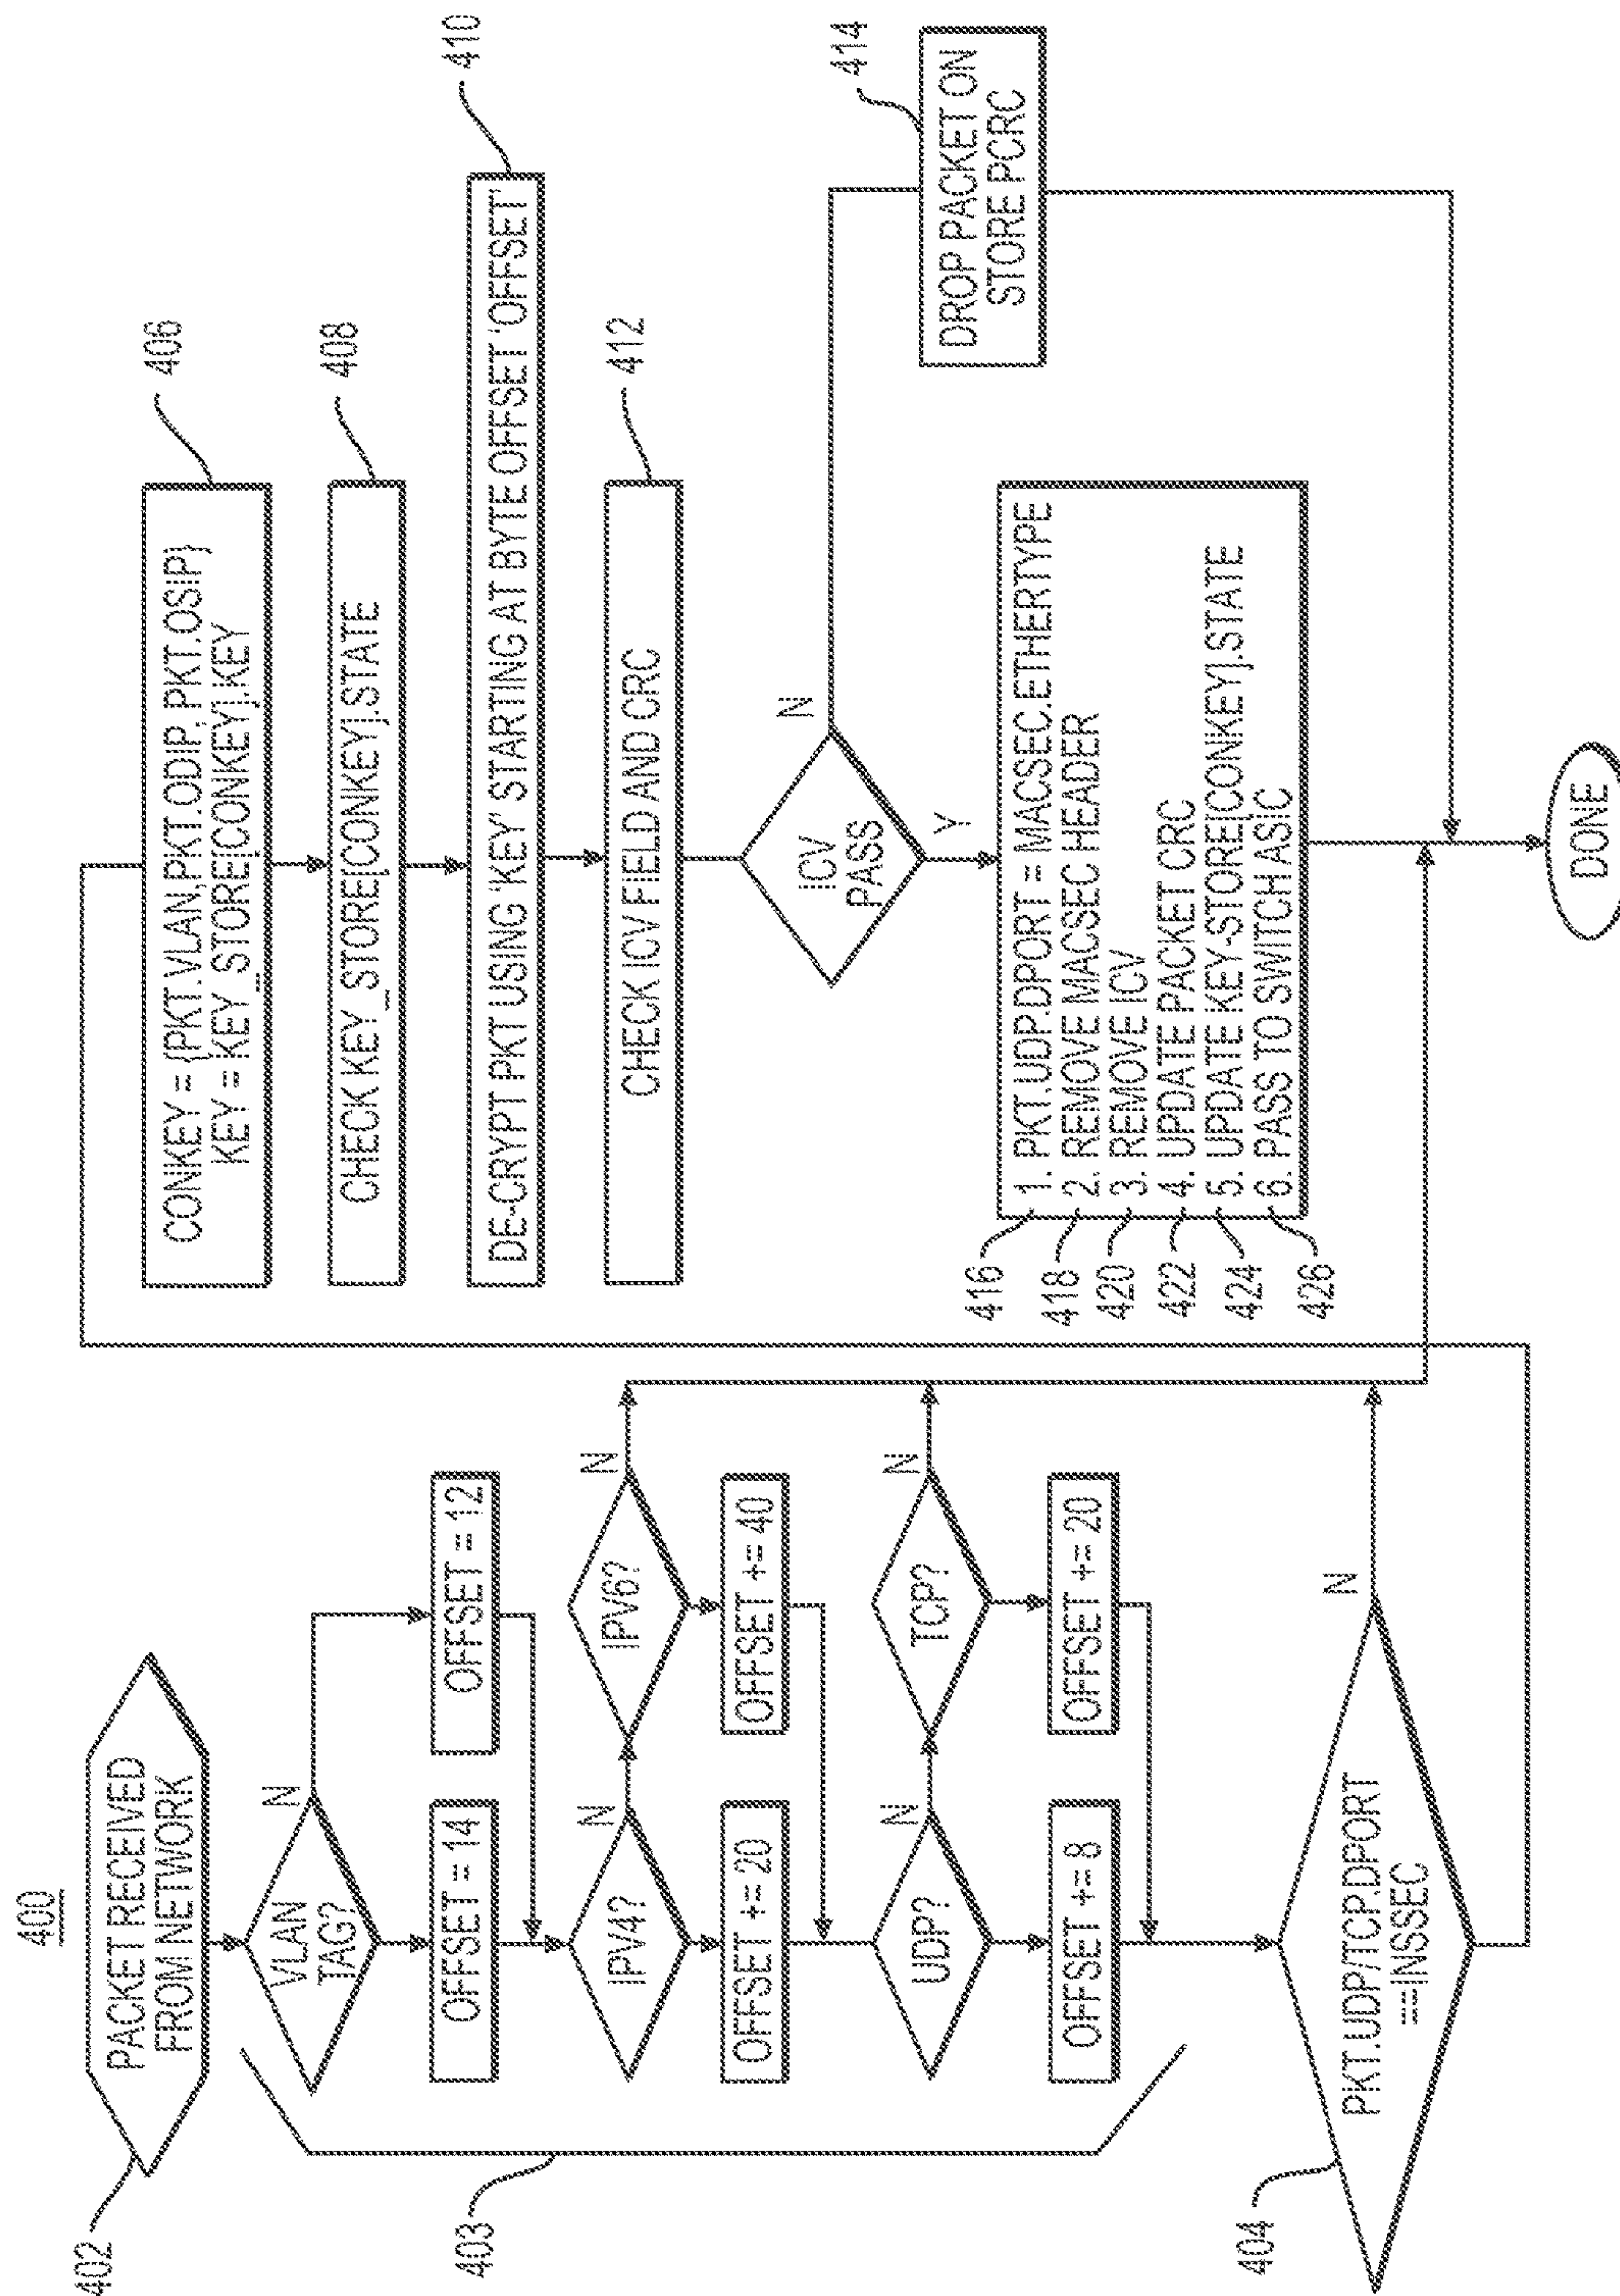 400
402
PACKET RECEIVED
FROM NETWORK
403
VLAN
TAG?
N
OFFSET = 14
OFFSET = 12
IPV4?
N
IPV6?
N
OFFSET += 20
OFFSET += 40
UDP?
N
TCP?
N
OFFSET += 8
OFFSET += 20
404
PKT.UDP/TCP.DPORT
==INSSEC
N
406
CONKEY = {PKT.VLAN,PKT.ODIP, PKT.OSIP}
KEY = KEY_STORE[CONKEY].KEY
408
CHECK KEY_STORE[CONKEY].STATE
410
DE-CRYPT PKT USING 'KEY' STARTING AT BYTE OFFSET 'OFFSET'
412
CHECK ICV FIELD AND CRC
ICV
PASS
N
Y
414
DROP PACKET ON
STORE PCRC
416 1. PKT.UDP.DPORT = MACSEC.ETHERTYPE
418 2. REMOVE MACSEC HEADER
420 3. REMOVE ICV
422 4. UPDATE PACKET CRC
424 5. UPDATE KEY-STORE[CONKEY].STATE
426 6. PASS TO SWITCH ASIC
DONE